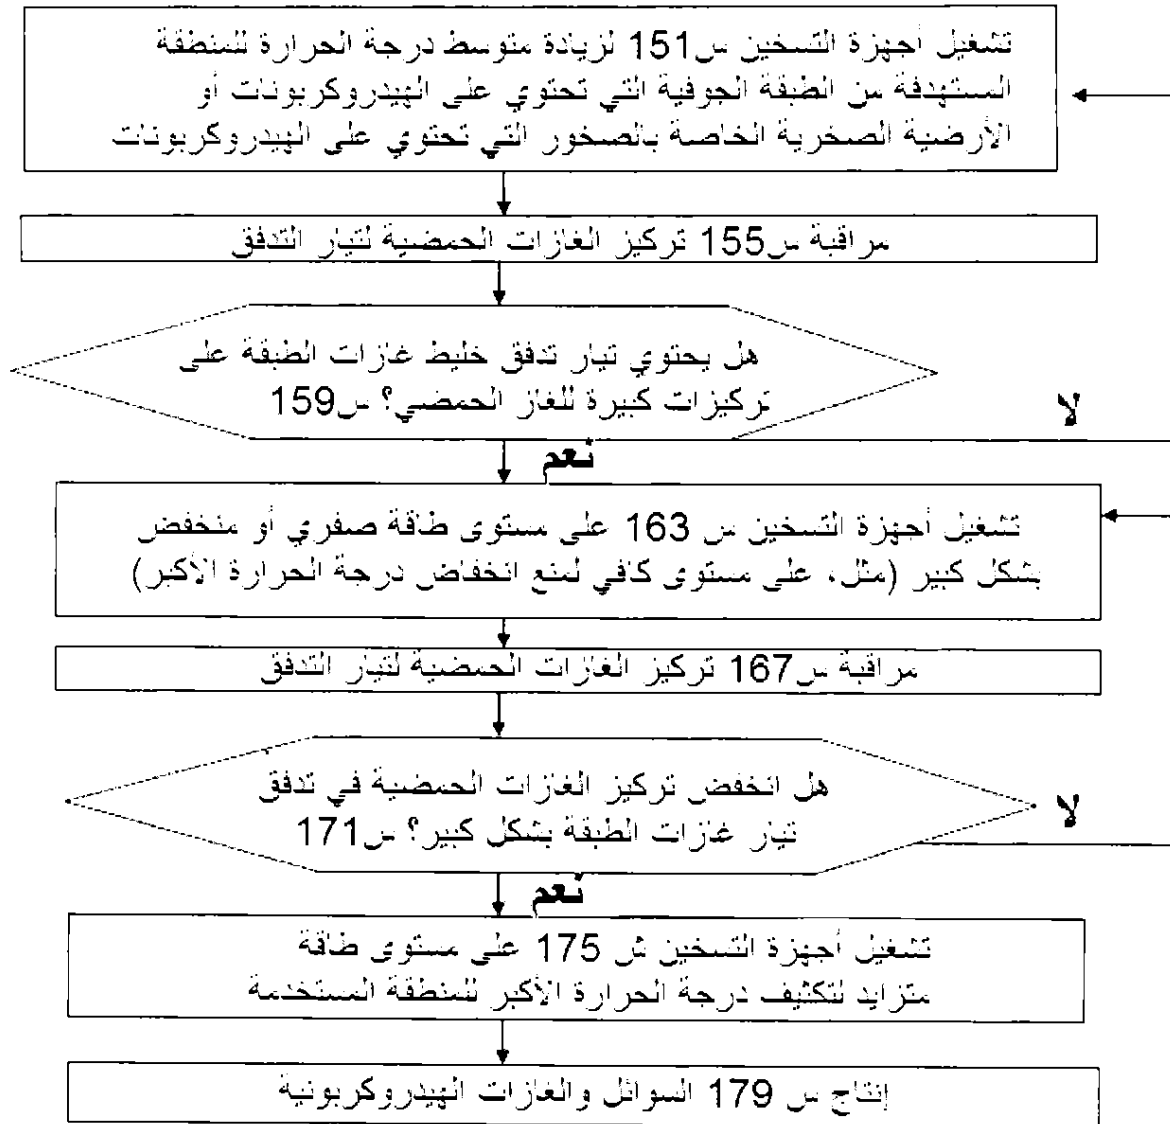 تشغيل أجهزة التسخين س151 لزيادة متوسط درجة الحرارة للمنطقة
المستهدفة من الطبقة الجوفية التي تحتوي على الهيدروكربونات أو
الأرضية الصخرية الخاصة بالصخور التي تحتوي على الهيدروكربونات
مراقبة س155 تركيز الغازات الحمضية لتيار التدفق
هل يحتوي تيار تدفق خليط غازات الطبقة على
تركيزات كبيرة للغاز الحمضي؟ س159
لا
نعم
تشغيل أجهزة التسخين س 163 على مستوى طاقة صفري أو منخفض
بشكل كبير (مثل، على مستوى كافي لمنع انخفاض درجة الحرارة الأكبر)
مراقبة س167 تركيز الغازات الحمضية لتيار التدفق
هل انخفض تركيز الغازات الحمضية في تدفق
تيار غازات الطبقة بشكل كبير؟ س171
لا
نعم
تشغيل أجهزة التسخين ش 175 على مستوى طاقة
متزايد لتكثيف درجة الحرارة الأكبر للمنطقة المستخدمة
إنتاج س 179 السوائل والغازات الهيدروكربونية